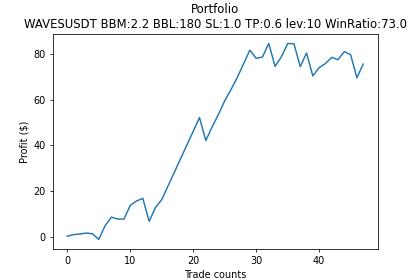 Portfolio
WAVESUSDT BBM:2.2 BBL:180 SL:1.0 TP:0.6 lev:10 WinRatio:73.0
Profit ($)
80
60
40
20
0
0 10 20 30 40
Trade counts